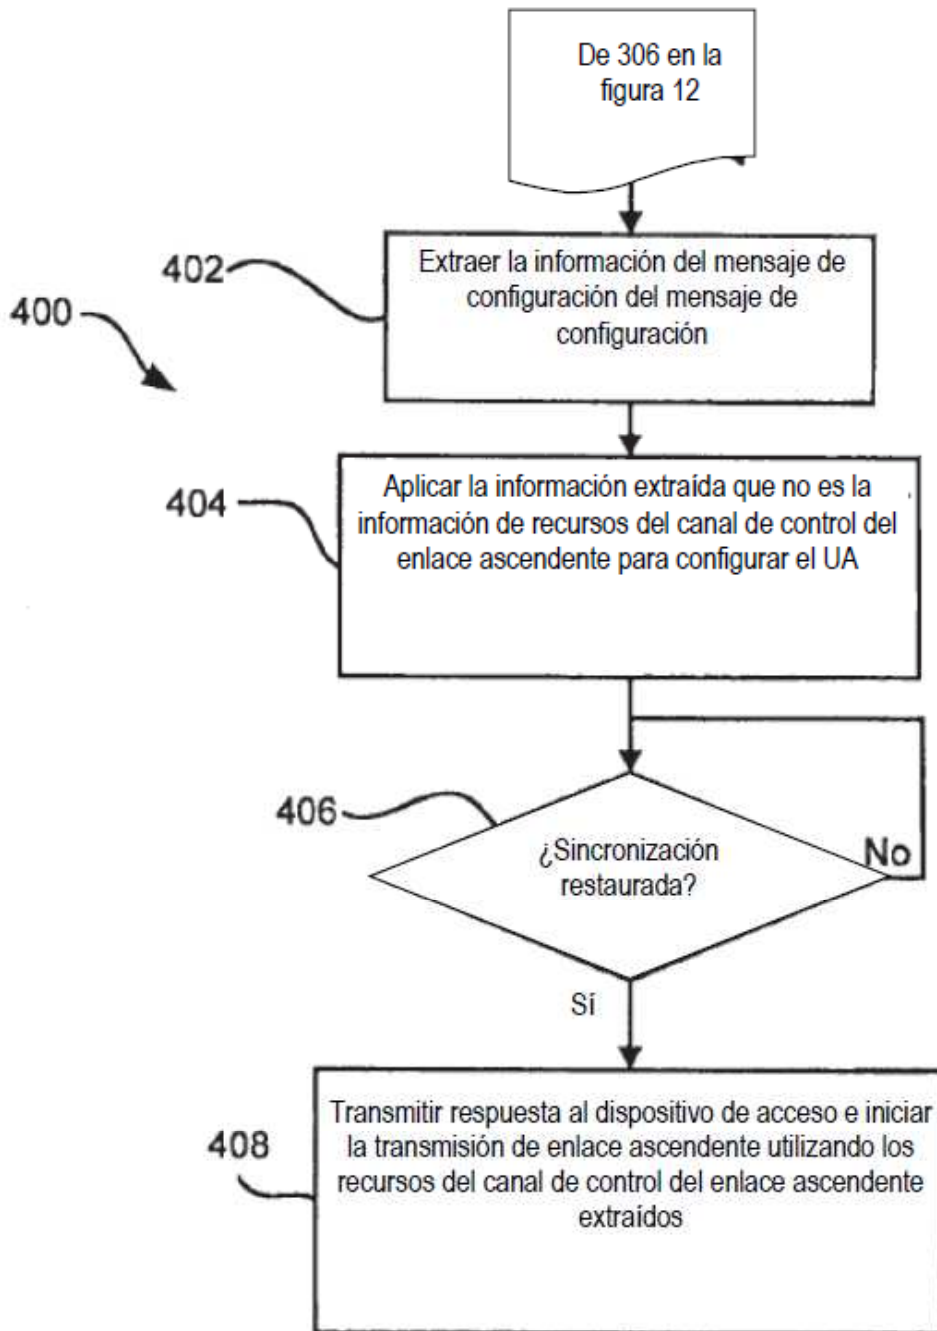 De 306 en la
figura 12
402
Extraer la información del mensaje de
configuración del mensaje de
configuración
400
404
Aplicar la información extraída que no es la
información de recursos del canal de control del
enlace ascendente para configurar el UA
406
¿Sincronización
restaurada?
No
Sí
408
Transmitir respuesta al dispositivo de acceso e iniciar
la transmisión de enlace ascendente utilizando los
recursos del canal de control del enlace ascendente
extraídos